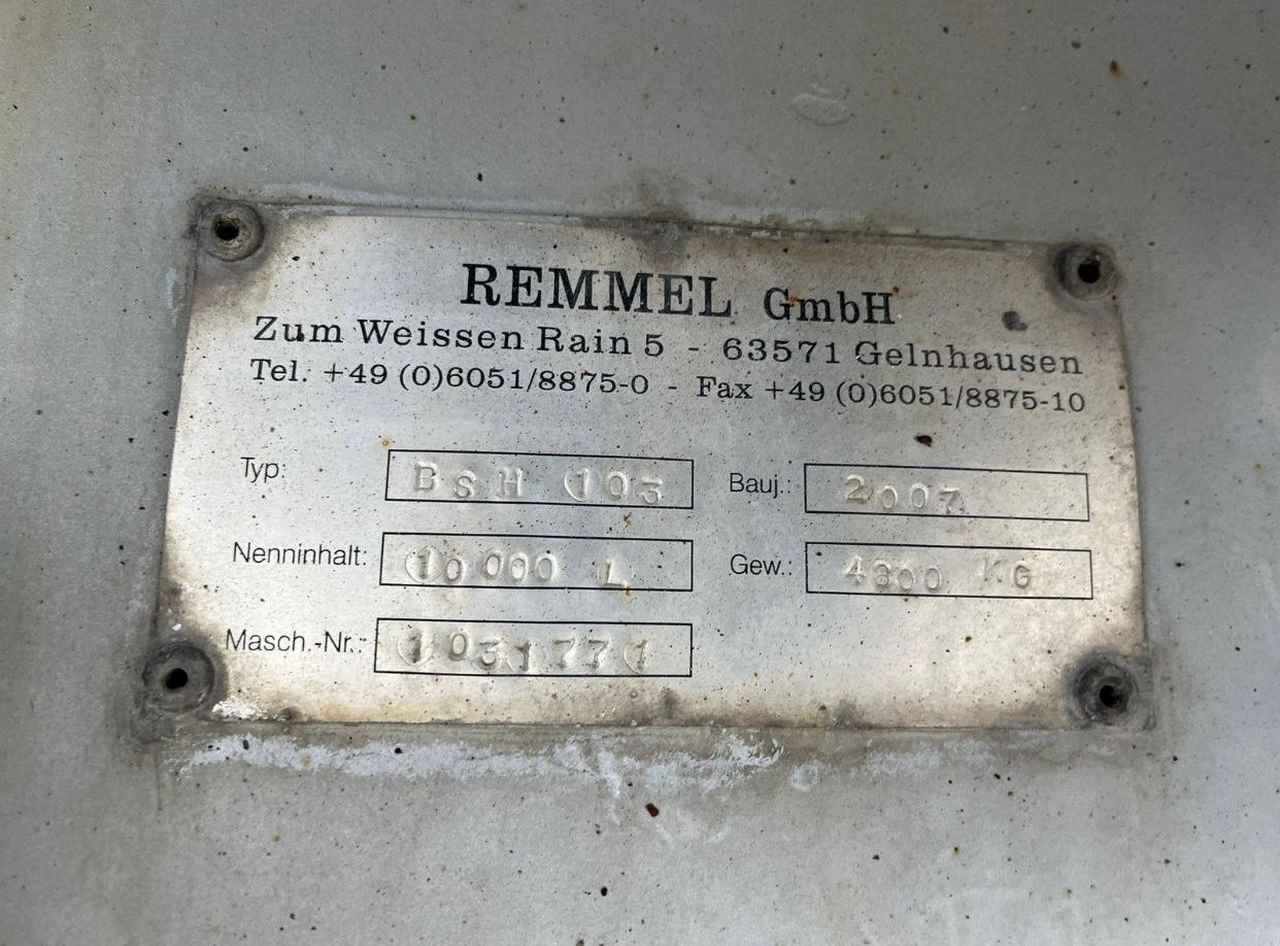 REMMEL GmbH
Zum Weissen Rain 5 - 63571 Gelnhausen
Tel. +49 (0)6051/8875-0 - Fax +49 (0)6051/8875-10
Typ: BSH 103 Bauj.: 2007
Nenninhalt: 10 000 L Gew.: 4800 KG
Masch.-Nr.: 1031771